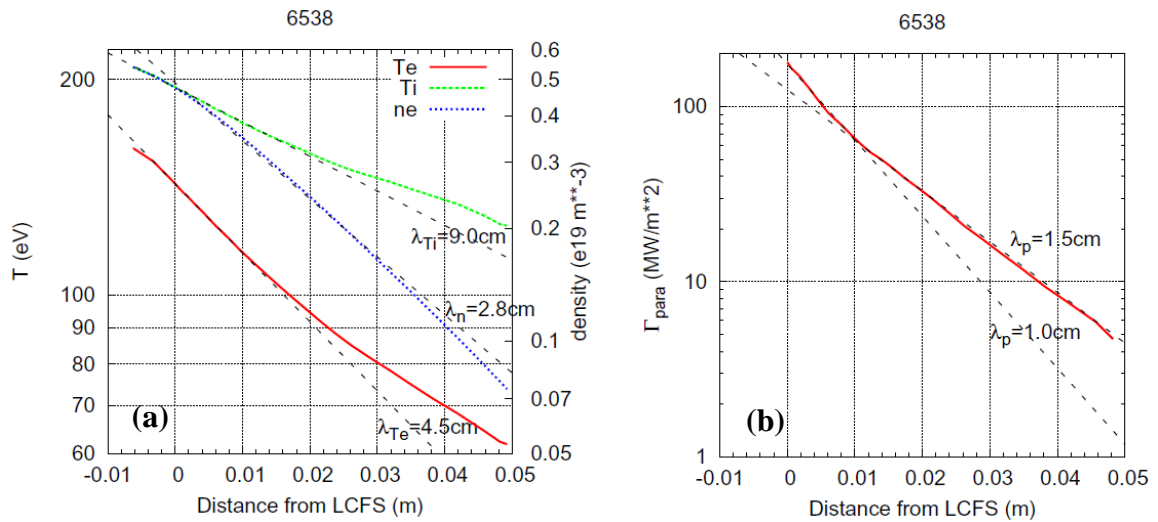 6538
T (eV)
200
100
90
80
70
60
-0.01
0
0.01
0.02
0.03
0.04
0.05
Distance from LCFS (m)
Te
Ti
ne
λTi=9.0cm
λn=2.8cm
λTe=4.5cm
(a)
0.6
0.5
0.4
0.3
0.2
0.1
0.07
0.05
density (e19 m**-3)
6538
Γpara (MW/m**2)
100
10
1
-0.01
0
0.01
0.02
0.03
0.04
0.05
Distance from LCFS (m)
λp=1.5cm
λp=1.0cm
(b)